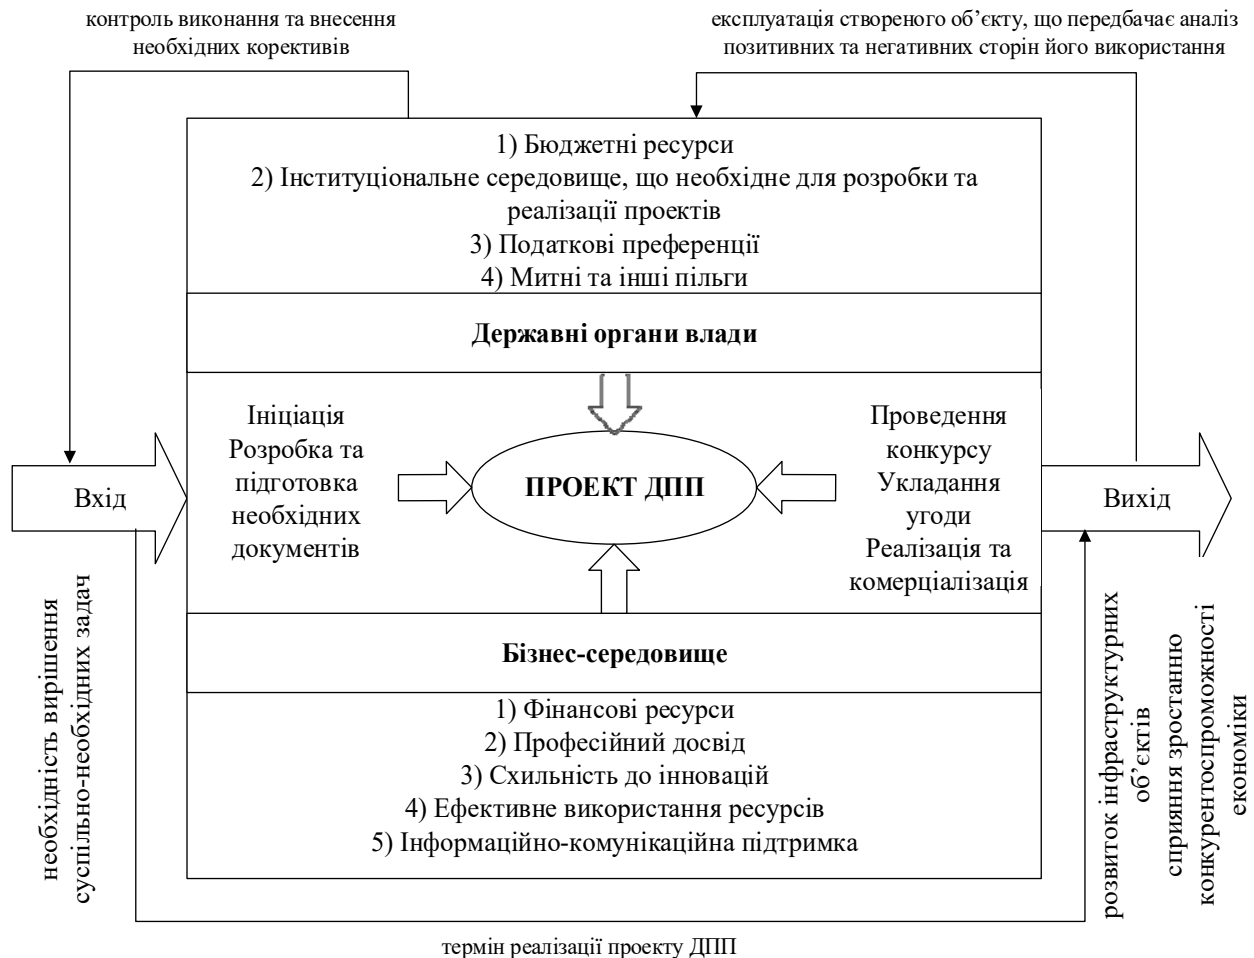 контроль виконання та внесення
необхідних корективів
експлуатація створеного об’єкту, що передбачає аналіз
позитивних та негативних сторін його використання
1) Бюджетні ресурси
2) Інституціональне середовище, що необхідне для розробки та
реалізації проектів
3) Податкові преференції
4) Митні та інші пільги
Державні органи влади
Вхід
Ініціація
Розробка та
підготовка
необхідних
документів
ПРОЕКТ ДПП
Проведення
конкурсу
Укладання
угоди
Реалізація та
комерціалізація
Вихід
Бізнес-середовище
1) Фінансові ресурси
2) Професійний досвід
3) Схильність до інновацій
4) Ефективне використання ресурсів
5) Інформаційно-комунікаційна підтримка
необхідність вирішення
суспільно-необхідних задач
розвиток інфраструктурних
об’єктів
сприяння зростанню
конкурентоспроможності
економіки
термін реалізації проекту ДПП